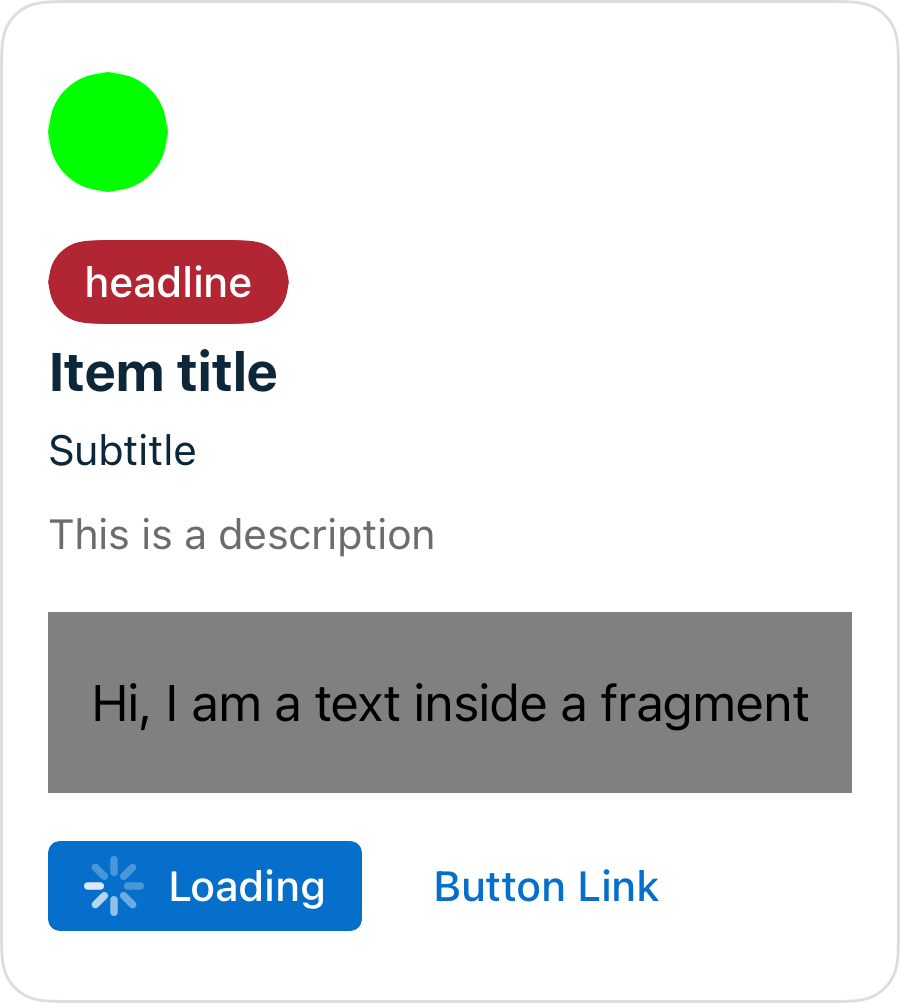 headline
Item title
Subtitle
This is a description
Hi, I am a text inside a fragment
Loading
Button Link